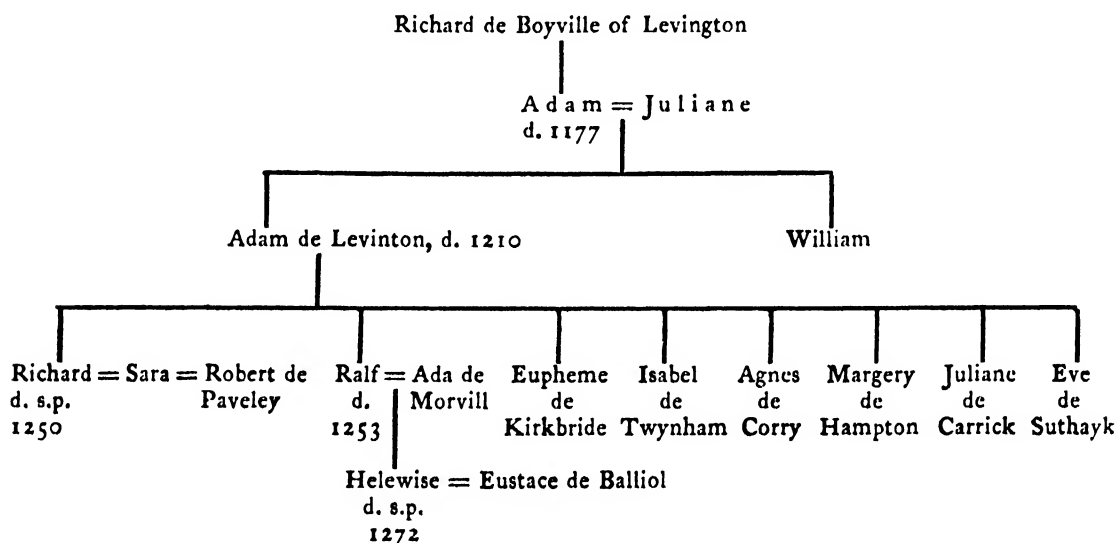 Richard de Boyville of Levington
Adam = Juliane
d. 1177
Adam de Levinton, d. 1210
William
Richard = Sara = Robert de Paveley
d. s.p.
1250
Ralf = Ada de Morvill
d.
1253
Eupheme
de
Kirkbride
Isabel
de
Twynham
Agnes
de
Corry
Margery
de
Hampton
Juliane
de
Carrick
Eve
de
Suthayk
Helewise = Eustace de Balliol
d. s.p.
1272